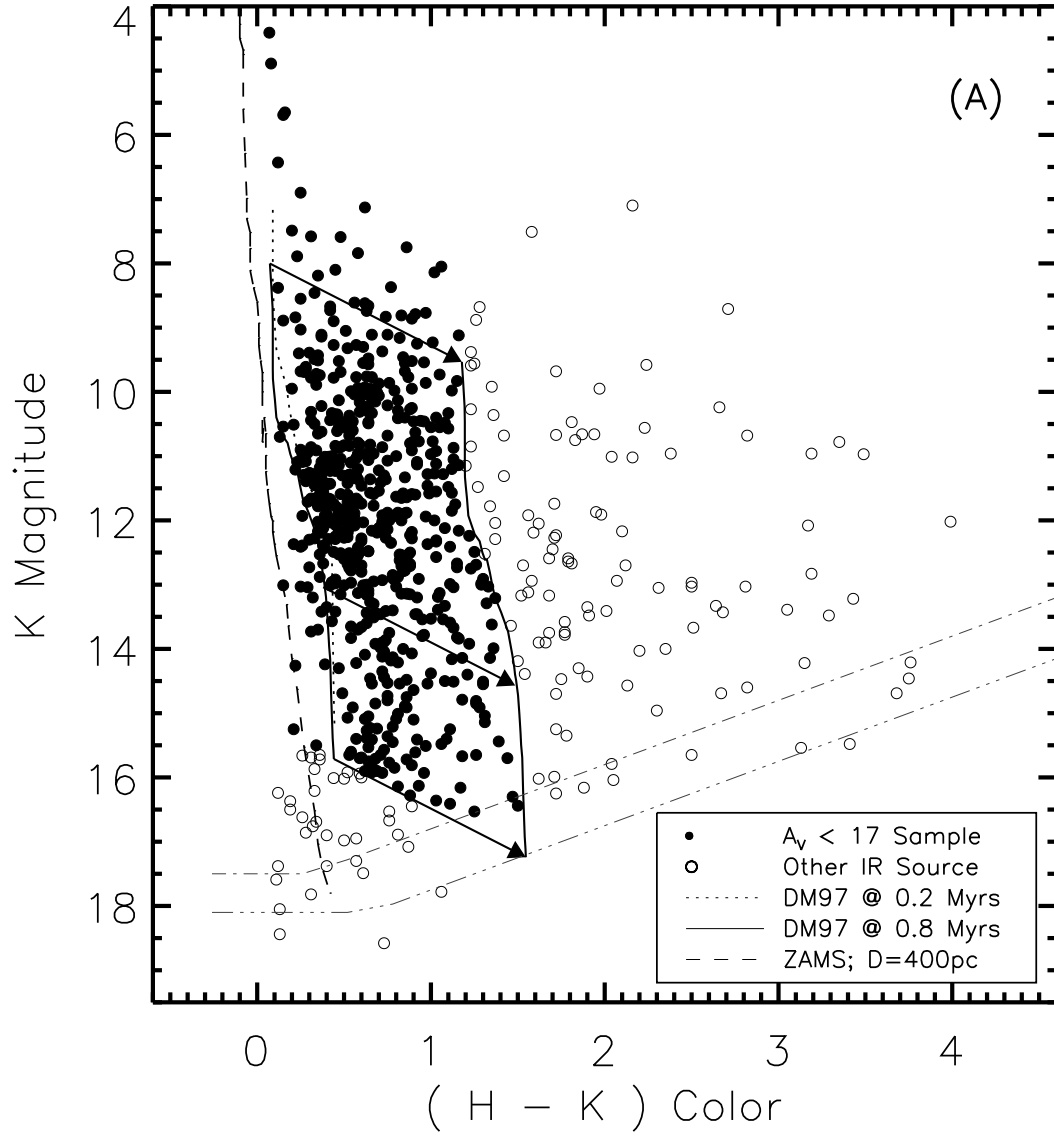 4
6
8
10
12
14
16
18
K Magnitude
(A)
A_V < 17 Sample
Other IR Source
DM97 @ 0.2 Myrs
DM97 @ 0.8 Myrs
ZAMS; D=400pc
0 1 2 3 4
( H − K ) Color